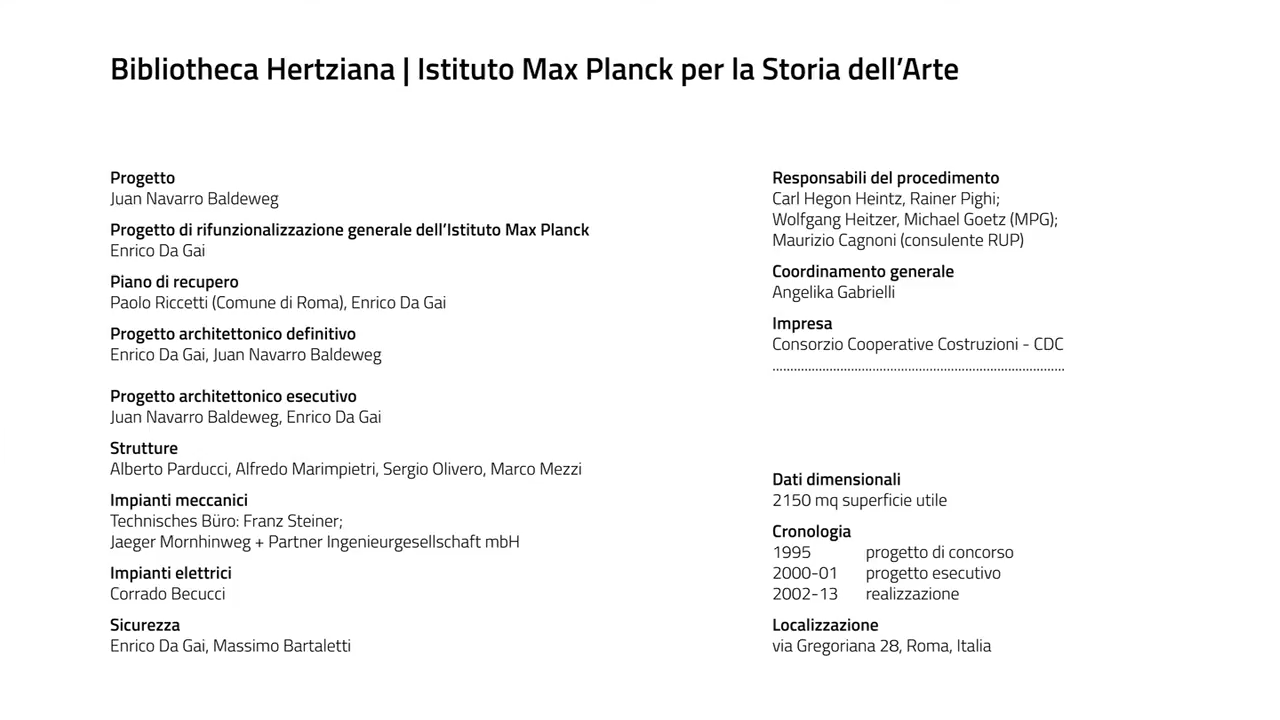 Bibliotheca Hertziana | Istituto Max Planck per la Storia dell’Arte
Progetto
Juan Navarro Baldeweg
Progetto di rifunzionalizzazione generale dell’Istituto Max Planck
Enrico Da Gai
Piano di recupero
Paolo Riccetti (Comune di Roma), Enrico Da Gai
Progetto architettonico definitivo
Enrico Da Gai, Juan Navarro Baldeweg
Progetto architettonico esecutivo
Juan Navarro Baldeweg, Enrico Da Gai
Strutture
Alberto Parducci, Alfredo Marimpietri, Sergio Olivero, Marco Mezzi
Impianti meccanici
Technisches Büro: Franz Steiner;
Jaeger Mornhinweg + Partner Ingenieurgesellschaft mbH
Impianti elettrici
Corrado Becucci
Sicurezza
Enrico Da Gai, Massimo Bartaletti
Responsabili del procedimento
Carl Hegon Heintz, Rainer Pighi;
Wolfgang Heitzer, Michael Goetz (MPG);
Maurizio Cagnoni (consulente RUP)
Coordinamento generale
Angelika Gabrielli
Impresa
Consorzio Cooperative Costruzioni - CDC
Dati dimensionali
2150 mq superficie utile
Cronologia
1995 progetto di concorso
2000-01 progetto esecutivo
2002-13 realizzazione
Localizzazione
via Gregoriana 28, Roma, Italia